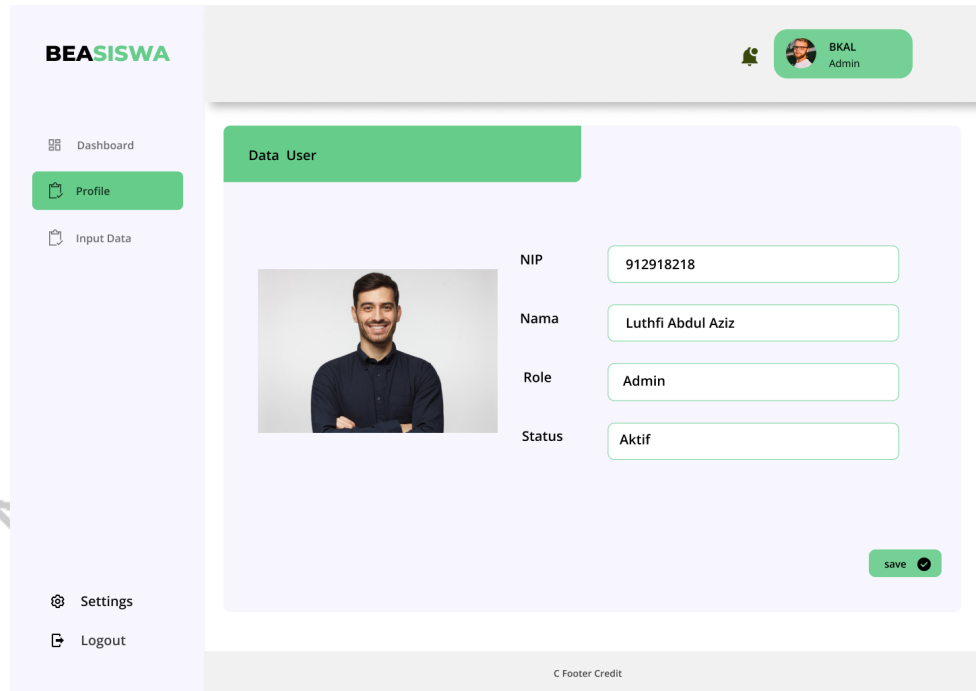 BEASISWA
BKAL
Admin
Dashboard
Profile
Input Data
Settings
Logout
Data User
NIP
912918218
Nama
Luthfi Abdul Aziz
Role
Admin
Status
Aktif
save
C Footer Credit